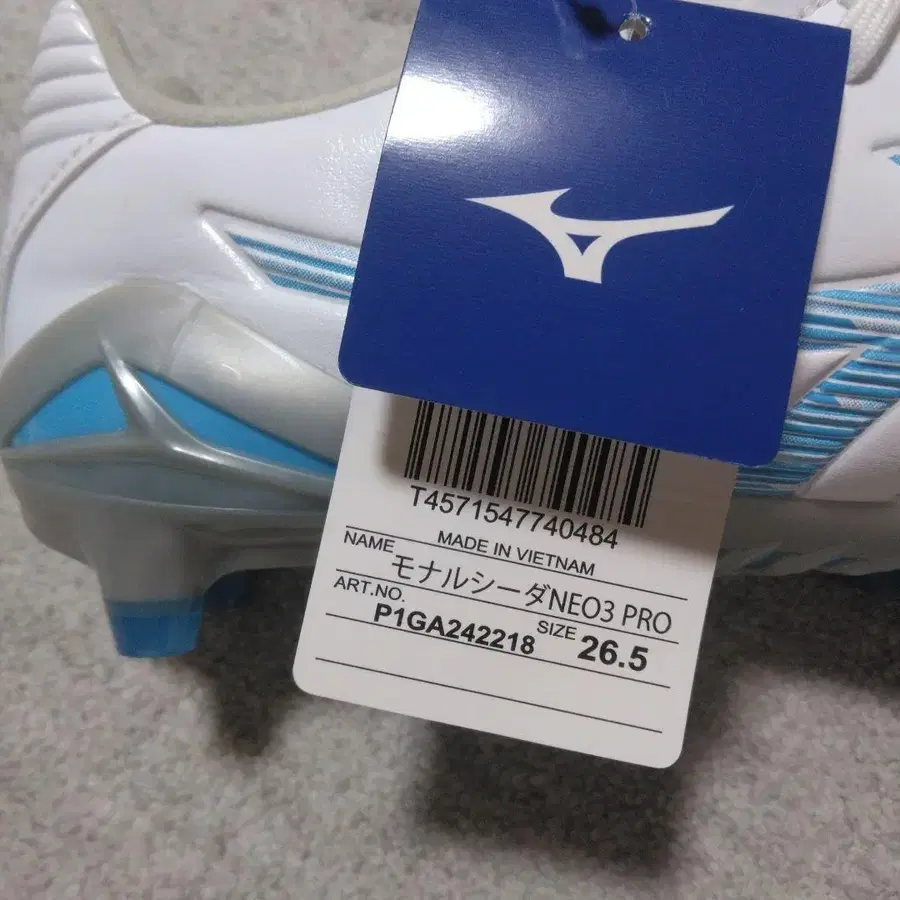 T4571547740484
MADE IN VIETNAM
NAME モナルシーダNEO3 PRO
ART.NO. P1GA242218 SIZE 26.5